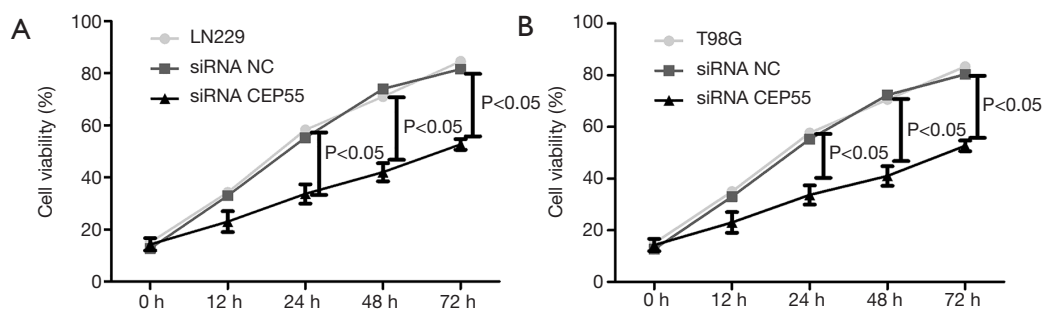 A
100
80
60
40
20
0
Cell viability (%)
LN229
siRNA NC
siRNA CEP55
P<0.05
P<0.05
P<0.05
0 h 12 h 24 h 48 h 72 h
B
100
80
60
40
20
0
Cell viability (%)
T98G
siRNA NC
siRNA CEP55
P<0.05
P<0.05
P<0.05
0 h 12 h 24 h 48 h 72 h